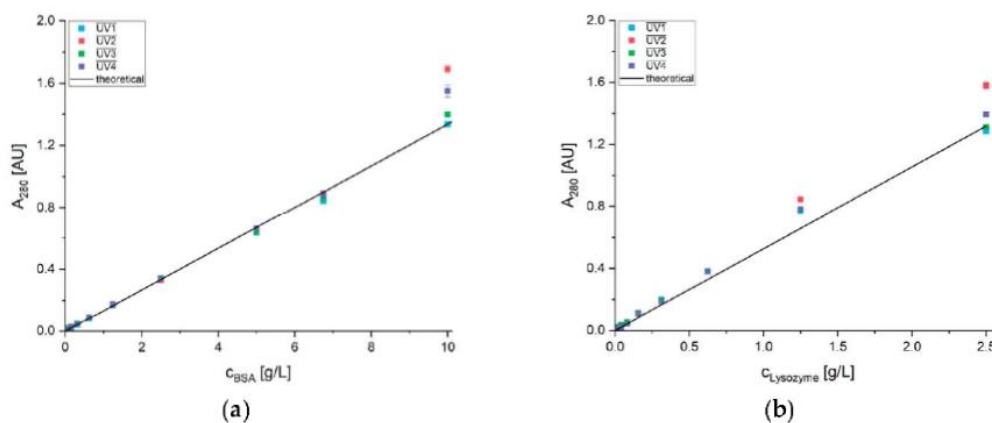 2.0
UV1
UV2
UV3
UV4
theoretical
1.6
1.2
0.8
0.4
0.0
A280 [AU]
0 2 4 6 8 10
cBSA [g/L]
(a)
2.0
UV1
UV2
UV3
UV4
theoretical
1.6
1.2
0.8
0.4
0.0
A280 [AU]
0.0 0.5 1.0 1.5 2.0 2.5
cLysozyme [g/L]
(b)